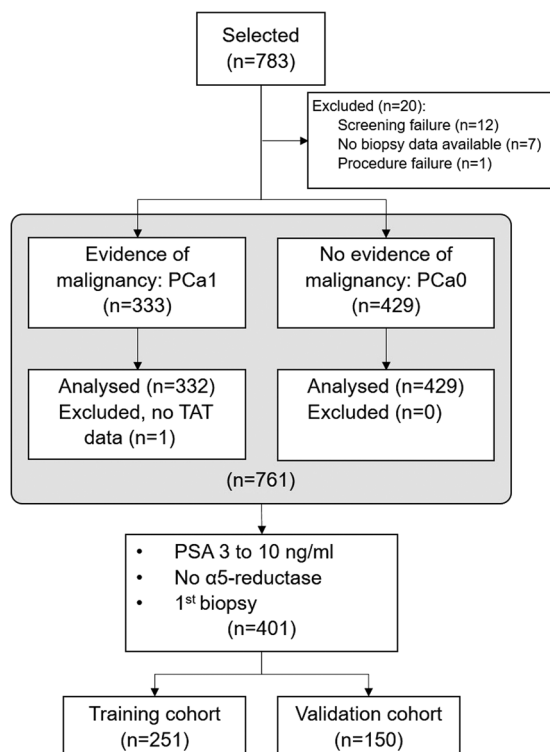 Selected
(n=783)
Excluded (n=20):
Screening failure (n=12)
No biopsy data available (n=7)
Procedure failure (n=1)
Evidence of
malignancy: PCa1
(n=333)
No evidence of
malignancy: PCa0
(n=429)
Analysed (n=332)
Excluded, no TAT
data (n=1)
Analysed (n=429)
Excluded (n=0)
(n=761)
• PSA 3 to 10 ng/ml
• No α5-reductase
• 1st biopsy
(n=401)
Training cohort
(n=251)
Validation cohort
(n=150)